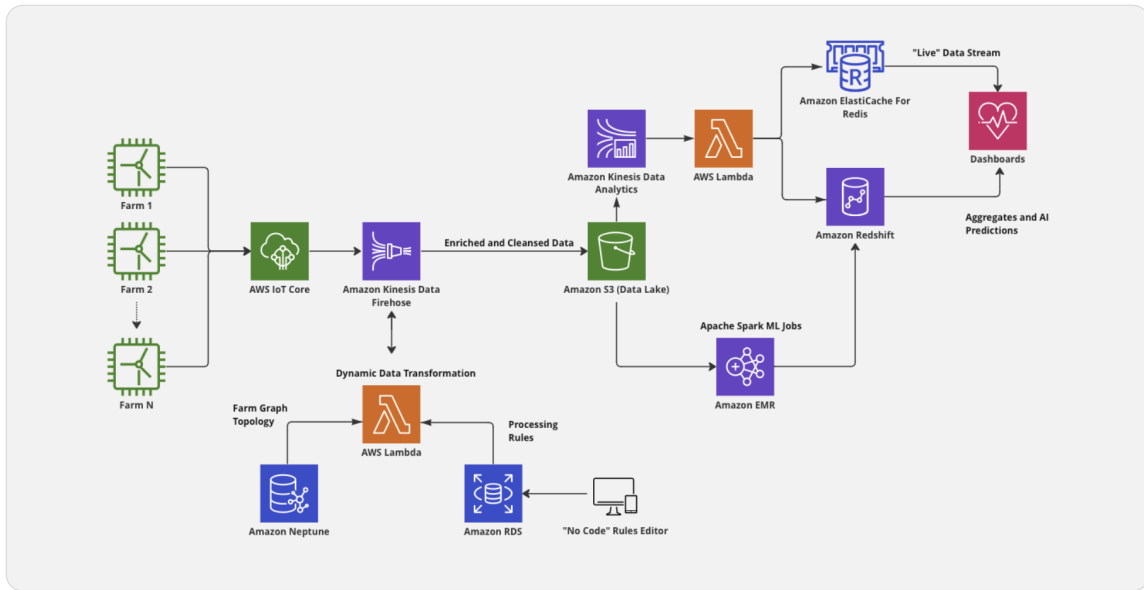 Farm 1
Farm 2
Farm N
AWS IoT Core
Amazon Kinesis Data
Firehose
Enriched and Cleansed Data
Dynamic Data Transformation
AWS Lambda
Farm Graph
Topology
Processing
Rules
Amazon Neptune
Amazon RDS
"No Code" Rules Editor
Amazon S3 (Data Lake)
Amazon Kinesis Data
Analytics
AWS Lambda
R
Amazon ElastiCache For
Redis
"Live" Data Stream
Dashboards
Amazon Redshift
Aggregates and AI
Predictions
Apache Spark ML Jobs
Amazon EMR